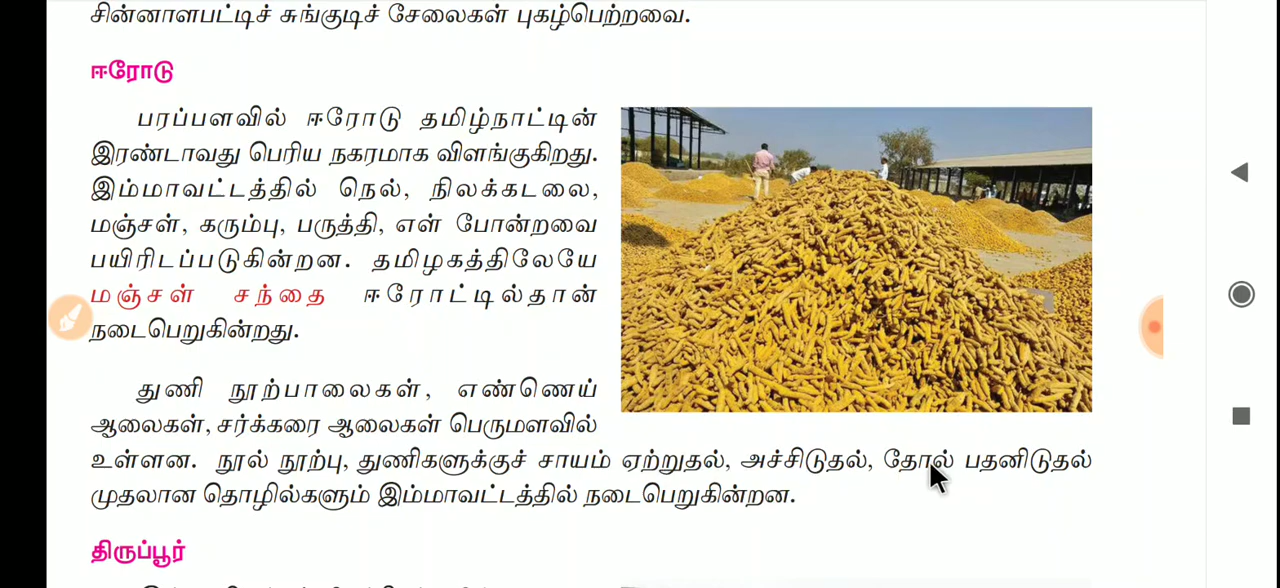 சின்னாளபட்டிச் சுங்குடிச் சேலைகள் புகழ்பெற்றவை.
ஈரோடு
பரப்பளவில் ஈரோடு தமிழ்நாட்டின்
இரண்டாவது பெரிய நகரமாக விளங்குகிறது.
இம்மாவட்டத்தில் நெல், நிலக்கடலை,
மஞ்சள், கரும்பு, பருத்தி, எள் போன்றவை
பயிரிடப்படுகின்றன. தமிழகத்திலேயே
மஞ்சள் சந்தை ஈரோட்டில்தான்
நடைபெறுகின்றது.
துணி நூற்பாலைகள், எண்ணெய்
ஆலைகள், சர்க்கரை ஆலைகள் பெருமளவில்
உள்ளன. நூல் நூற்பு, துணிகளுக்குச் சாயம் ஏற்றுதல், அச்சிடுதல், தோல் பதனிடுதல்
முதலான தொழில்களும் இம்மாவட்டத்தில் நடைபெறுகின்றன.
திருப்பூர்